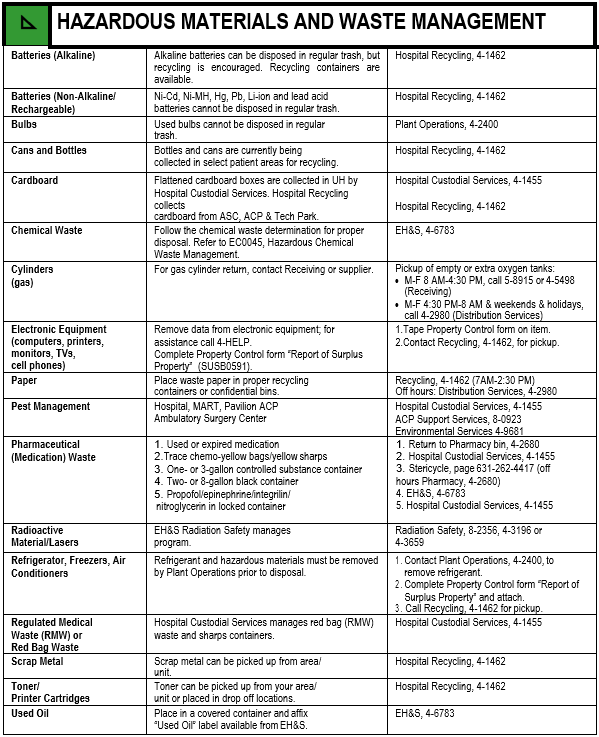 HAZARDOUS MATERIALS AND WASTE MANAGEMENT
Batteries (Alkaline)
Alkaline batteries can be disposed in regular trash, but
recycling is encouraged. Recycling containers are
available.
Hospital Recycling, 4-1462
Batteries (Non-Alkaline/
Rechargeable)
Ni-Cd, Ni-MH, Hg, Pb, Li-ion and lead acid
batteries cannot be disposed in regular trash.
Hospital Recycling, 4-1462
Bulbs
Used bulbs cannot be disposed in regular
trash.
Plant Operations, 4-2400
Cans and Bottles
Bottles and cans are currently being
collected in select patient areas for recycling.
Hospital Recycling, 4-1462
Cardboard
Flattened cardboard boxes are collected in UH by
Hospital Custodial Services. Hospital Recycling
collects
cardboard from ASC, ACP & Tech Park.
Hospital Custodial Services, 4-1455
Hospital Recycling, 4-1462
Chemical Waste
Follow the chemical waste determination for proper
disposal. Refer to EC0045, Hazardous Chemical
Waste Management.
EH&S, 4-6783
Cylinders
(gas)
For gas cylinder return, contact Receiving or supplier.
Pickup of empty or extra oxygen tanks:
• M-F 8 AM-4:30 PM, call 5-8915 or 4-5498
(Receiving)
• M-F 4:30 PM-8 AM & weekends & holidays,
call 4-2980 (Distribution Services)
Electronic Equipment
(computers, printers,
monitors, TVs,
cell phones)
Remove data from electronic equipment; for
assistance call 4-HELP.
Complete Property Control form “Report of Surplus
Property” (SUSB0591).
1.Tape Property Control form on item.
2.Contact Recycling, 4-1462, for pickup.
Paper
Place waste paper in proper recycling
containers or confidential bins.
Recycling, 4-1462 (7AM-2:30 PM)
Off hours: Distribution Services, 4-2980
Pest Management
Hospital, MART, Pavilion ACP
Ambulatory Surgery Center
Hospital Custodial Services, 4-1455
ACP Support Services, 8-0923
Environmental Services 4-9681
Pharmaceutical
(Medication) Waste
1. Used or expired medication
2.Trace chemo-yellow bags/yellow sharps
3. One- or 3-gallon controlled substance container
4. Two- or 8-gallon black container
5. Propofol/epinephrine/integrilin/
nitroglycerin in locked container
1. Return to Pharmacy bin, 4-2680
2. Hospital Custodial Services, 4-1455
3. Stericycle, page 631-262-4417 (off
hours Pharmacy, 4-2680)
4. EH&S, 4-6783
5. Hospital Custodial Services, 4-1455
Radioactive
Material/Lasers
EH&S Radiation Safety manages
program.
Radiation Safety, 8-2356, 4-3196 or
4-3659
Refrigerator, Freezers, Air
Conditioners
Refrigerant and hazardous materials must be removed
by Plant Operations prior to disposal.
1. Contact Plant Operations, 4-2400, to
remove refrigerant.
2. Complete Property Control form “Report of
Surplus Property” and attach.
3. Call Recycling, 4-1462 for pickup.
Regulated Medical
Waste (RMW) or
Red Bag Waste
Hospital Custodial Services manages red bag (RMW)
waste and sharps containers.
Hospital Custodial Services, 4-1455
Scrap Metal
Scrap metal can be picked up from area/
unit.
Hospital Recycling, 4-1462
Toner/
Printer Cartridges
Toner can be picked up from your area/
unit or placed in drop off locations.
Hospital Recycling, 4-1462
Used Oil
Place in a covered container and affix
“Used Oil” label available from EH&S.
EH&S, 4-6783